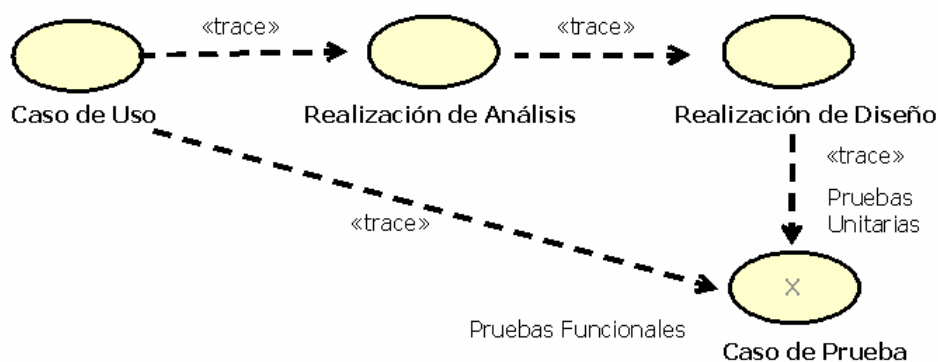 «trace»
«trace»
Caso de Uso
Realización de Análisis
Realización de Diseño
«trace»
Pruebas
Unitarias
«trace»
X
Pruebas Funcionales
Caso de Prueba